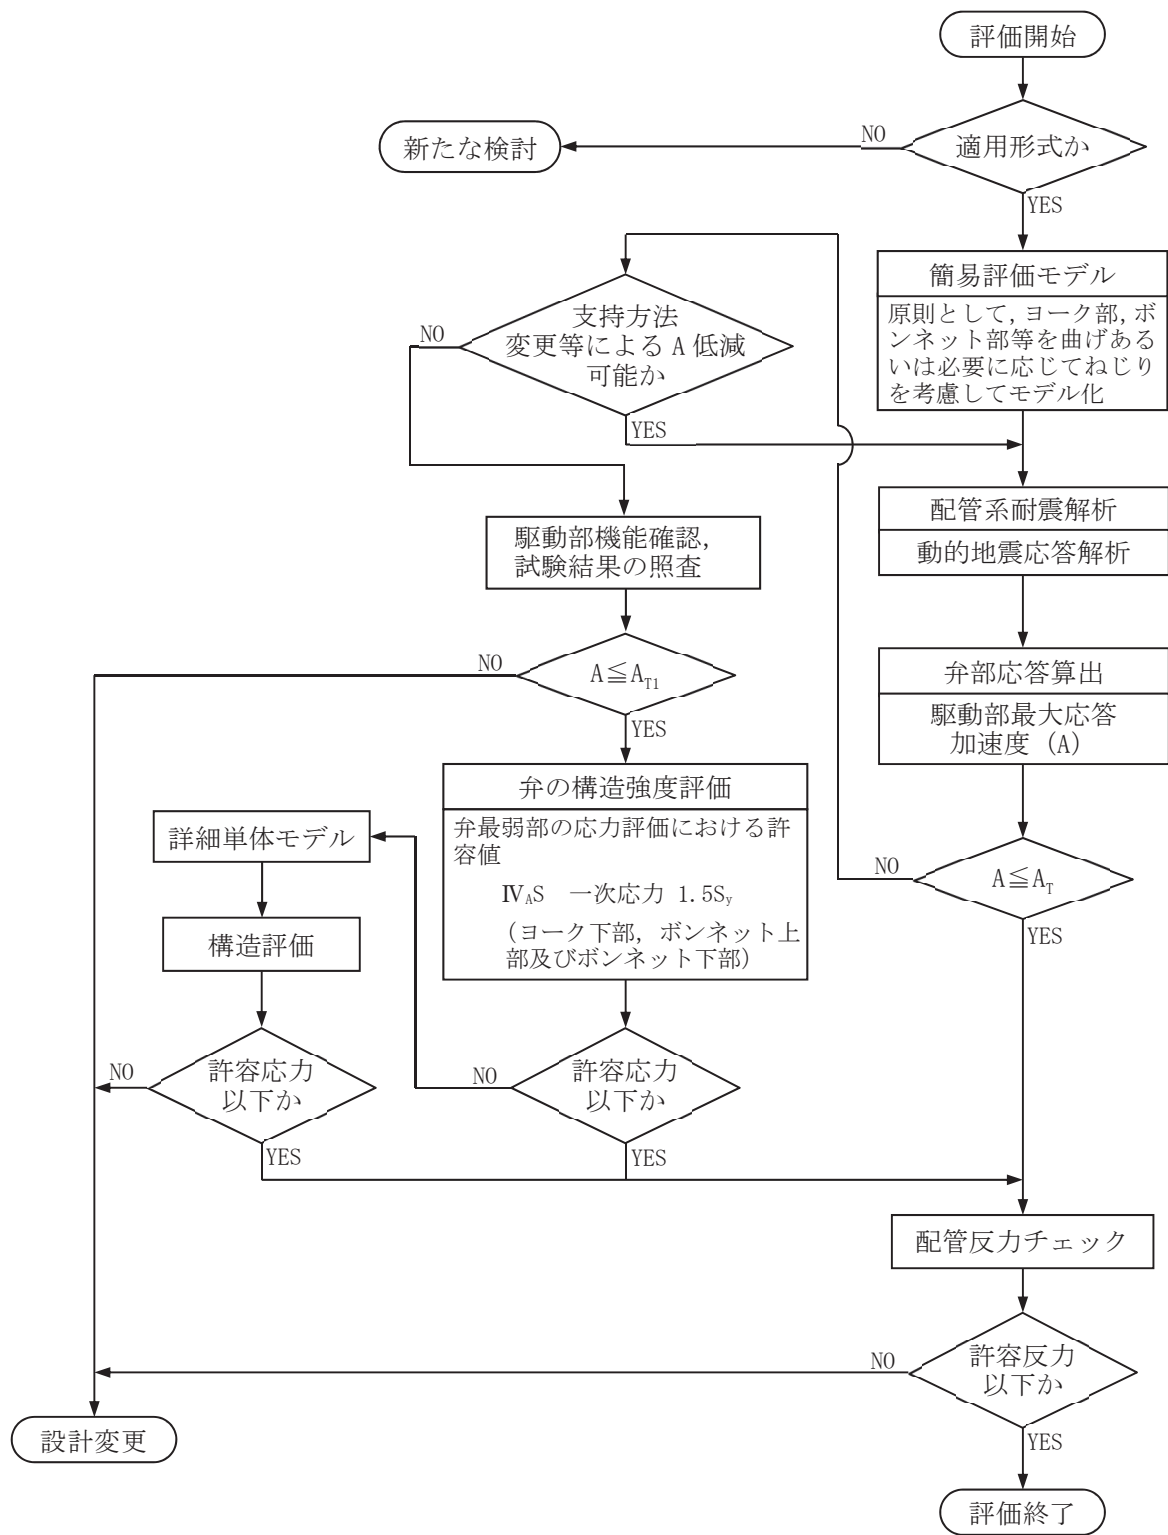 評価開始
適用形式か
NO
新たな検討
YES
簡易評価モデル
原則として，ヨーク部，ボ
ンネット部等を曲げある
いは必要に応じてねじり
を考慮してモデル化
支持方法
変更等による A 低減
可能か
NO
YES
配管系耐震解析
動的地震応答解析
駆動部機能確認，
試験結果の照査
弁部応答算出
駆動部最大応答
加速度（A）
A≦A_T1
NO
YES
A≦A_T
NO
YES
弁の構造強度評価
弁最弱部の応力評価における許
容値
Ⅳ_AS 一次応力 1.5S_y
（ヨーク下部，ボンネット上
部及びボンネット下部）
詳細単体モデル
構造評価
許容応力
以下か
NO
YES
許容応力
以下か
NO
YES
配管反力チェック
許容反力
以下か
NO
YES
設計変更
評価終了